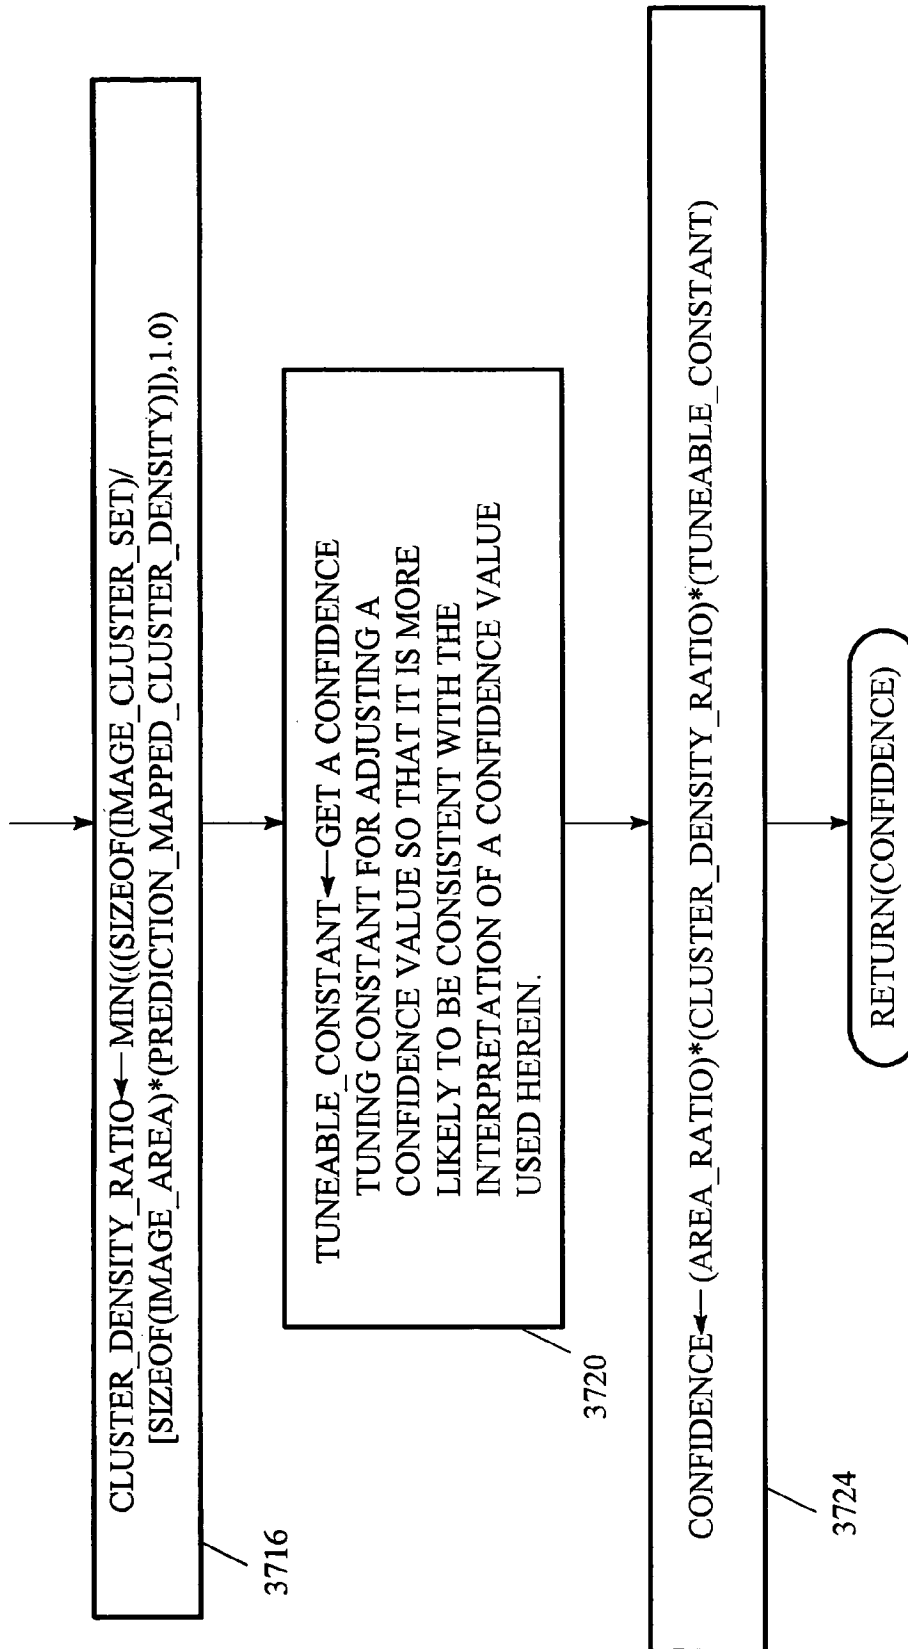 CLUSTER_DENSITY_RATIO←MIN(((SIZEOF(IMAGE_CLUSTER_SET)/
[SIZEOF(IMAGE_AREA)*(PREDICTION_MAPPED_CLUSTER_DENSITY)]),1.0)
3716
TUNEABLE_CONSTANT←GET A CONFIDENCE
TUNING CONSTANT FOR ADJUSTING A
CONFIDENCE VALUE SO THAT IT IS MORE
LIKELY TO BE CONSISTENT WITH THE
INTERPRETATION OF A CONFIDENCE VALUE
USED HEREIN.
3720
CONFIDENCE←(AREA_RATIO)*(CLUSTER_DENSITY_RATIO)*(TUNEABLE_CONSTANT)
3724
RETURN(CONFIDENCE)